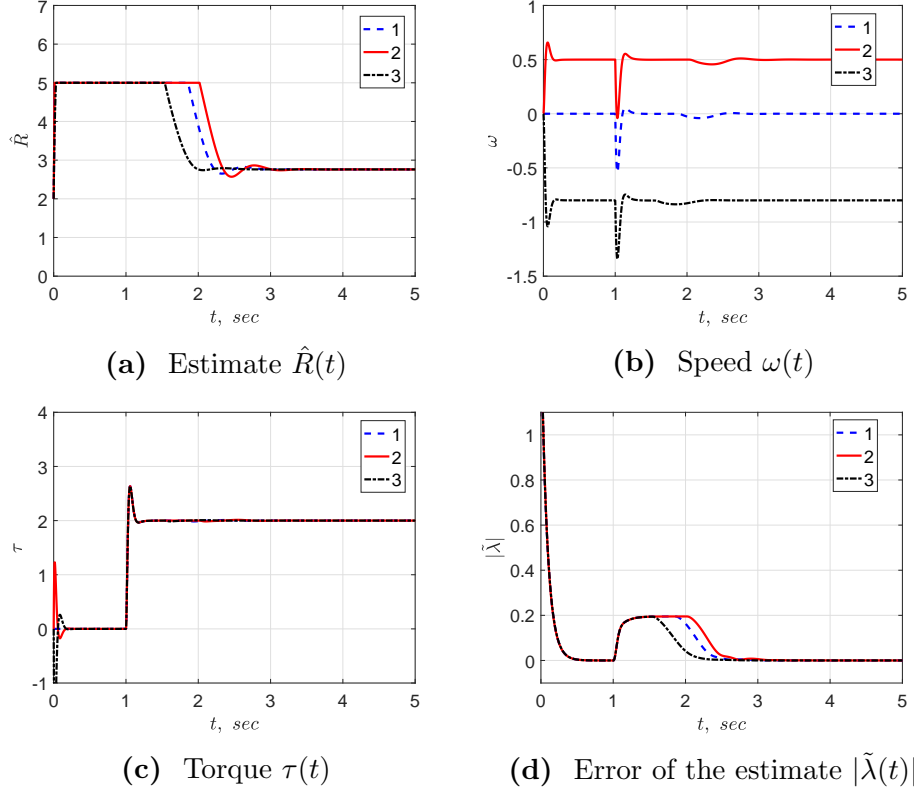 7
6
5
4
3
2
1
0
R̂
0 1 2 3 4 5
t, sec
1
2
3
(a) Estimate R̂(t)
1
0.5
0
-0.5
-1
-1.5
ω
0 1 2 3 4 5
t, sec
1
2
3
(b) Speed ω(t)
4
3
2
1
0
-1
τ
0 1 2 3 4 5
t, sec
1
2
3
(c) Torque τ(t)
1
0.8
0.6
0.4
0.2
0
|λ̃|
0 1 2 3 4 5
t, sec
1
2
3
(d) Error of the estimate |λ̃(t)|